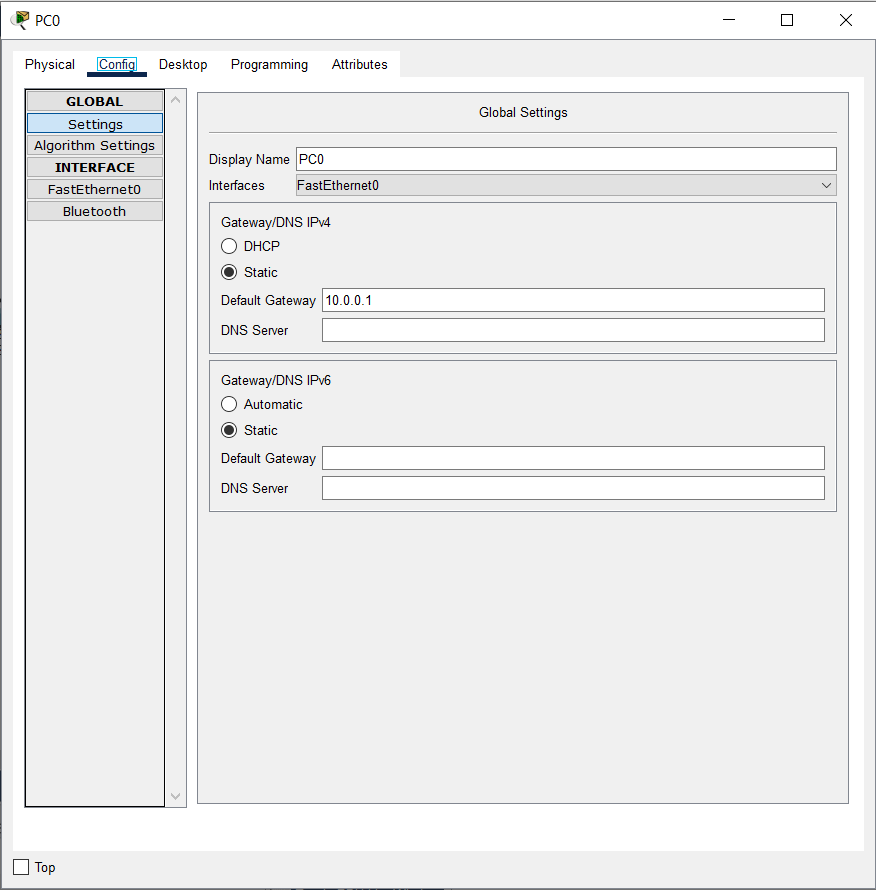 PC0
Physical Config Desktop Programming Attributes
GLOBAL
Settings
Algorithm Settings
INTERFACE
FastEthernet0
Bluetooth
Global Settings
Display Name PC0
Interfaces FastEthernet0
Gateway/DNS IPv4
DHCP
Static
Default Gateway 10.0.0.1
DNS Server
Gateway/DNS IPv6
Automatic
Static
Default Gateway
DNS Server
Top